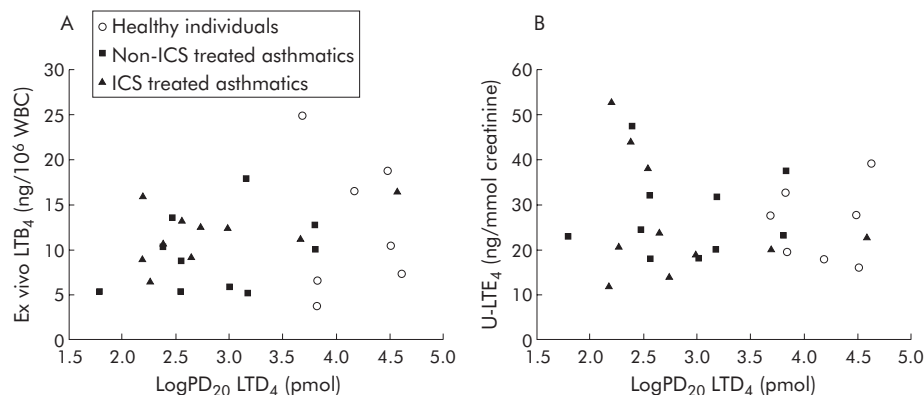 A
Healthy individuals
Non-ICS treated asthmatics
ICS treated asthmatics
Ex vivo LTB₄ (ng/10⁶ WBC)
30
25
20
15
10
5
0
1.5 2.0 2.5 3.0 3.5 4.0 4.5 5.0
LogPD₂₀ LTD₄ (pmol)
B
U-LTE₄ (ng/mmol creatinine)
60
50
40
30
20
10
0
1.5 2.0 2.5 3.0 3.5 4.0 4.5 5.0
LogPD₂₀ LTD₄ (pmol)